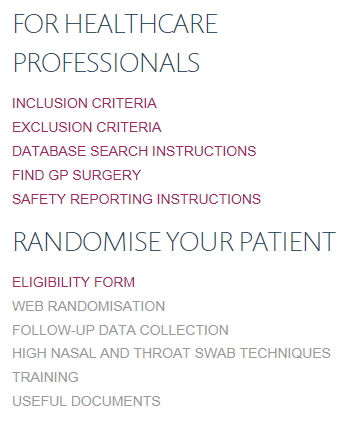 FOR HEALTHCARE
PROFESSIONALS
INCLUSION CRITERIA
EXCLUSION CRITERIA
DATABASE SEARCH INSTRUCTIONS
FIND GP SURGERY
SAFETY REPORTING INSTRUCTIONS
RANDOMISE YOUR PATIENT
ELIGIBILITY FORM
WEB RANDOMISATION
FOLLOW-UP DATA COLLECTION
HIGH NASAL AND THROAT SWAB TECHNIQUES
TRAINING
USEFUL DOCUMENTS